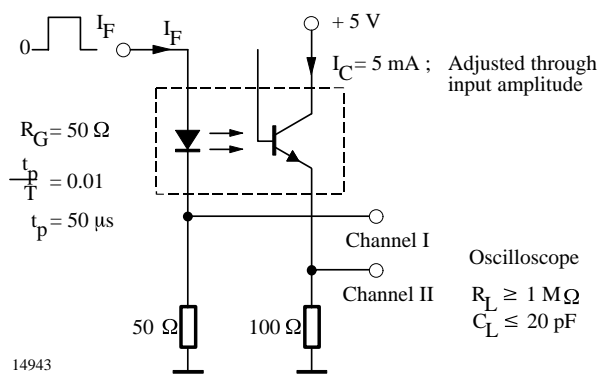 0
I_F
I_F
+ 5 V
I_C = 5 mA ; Adjusted through
input amplitude
R_G = 50 Ω
t_p
T
= 0.01
t_p = 50 µs
Channel I
Channel II
Oscilloscope
R_L ≥ 1 MΩ
C_L ≤ 20 pF
50 Ω
100 Ω
14943